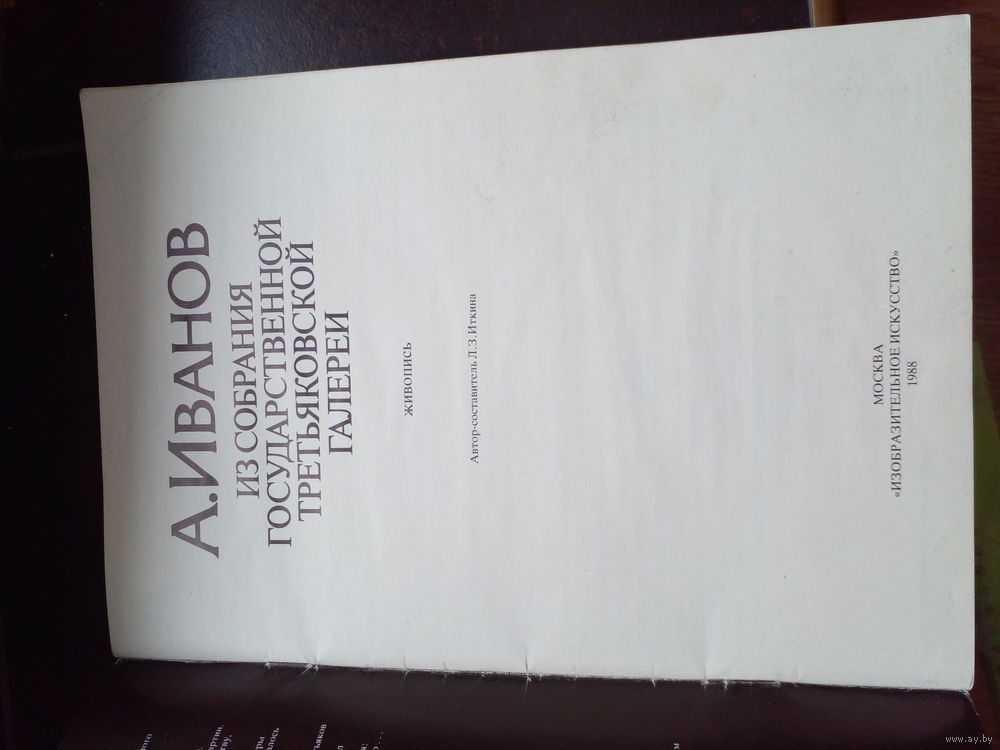 А.ИВАНОВ
ИЗ СОБРАНИЯ
ГОСУДАРСТВЕННОЙ
ТРЕТЬЯКОВСКОЙ
ГАЛЕРЕИ
ЖИВОПИСЬ
Автор-составитель Л.З.Иткина
МОСКВА
«ИЗОБРАЗИТЕЛЬНОЕ ИСКУССТВО»
1988
www.ay.by